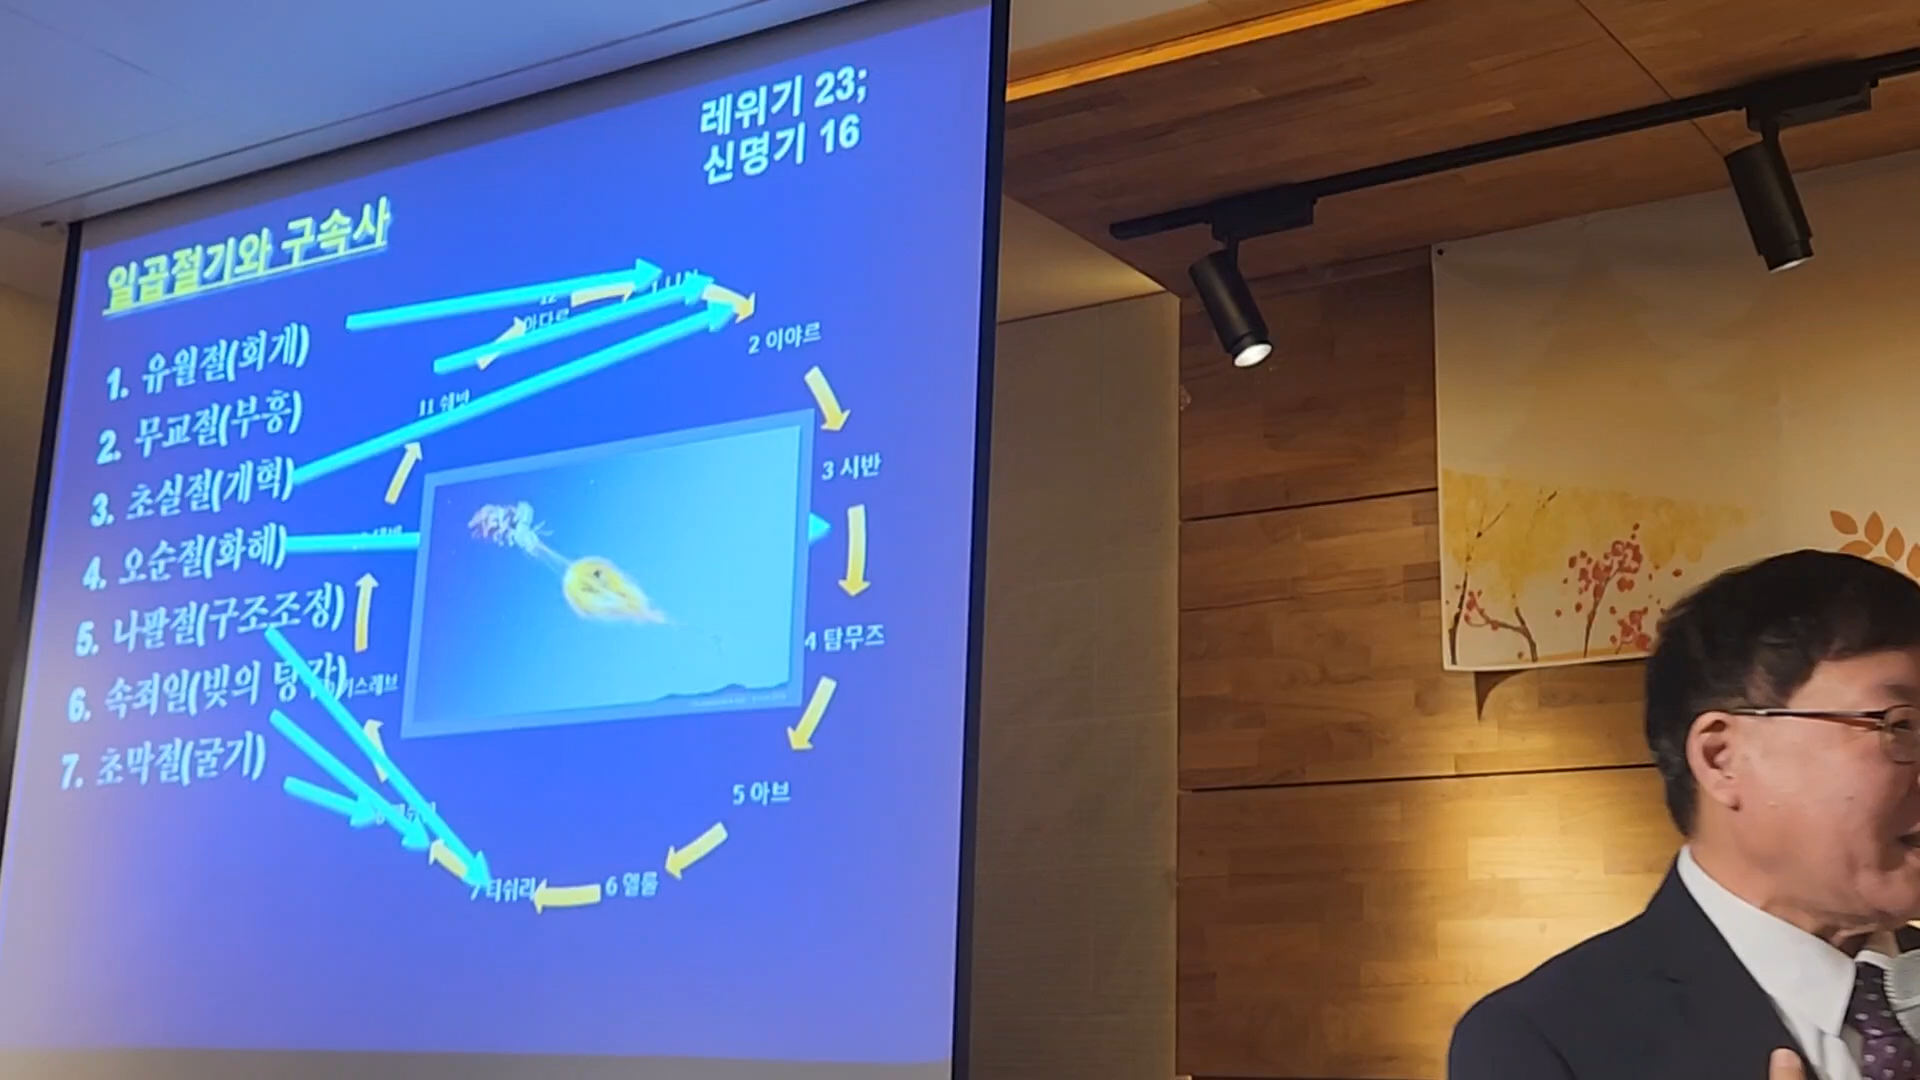 레위기 23;
신명기 16
일곱절기와 구속사
1. 유월절(회개)
2. 무교절(부흥)
3. 초실절(개혁)
4. 오순절(화해)
5. 나팔절(구조조정)
6. 속죄일(빚의 탕감)
7. 초막절(굴기)
2 이야르
3 시반
4 탐무즈
5 아브
6 엘룰
7 티쉬리
11 쉐밧
아다르